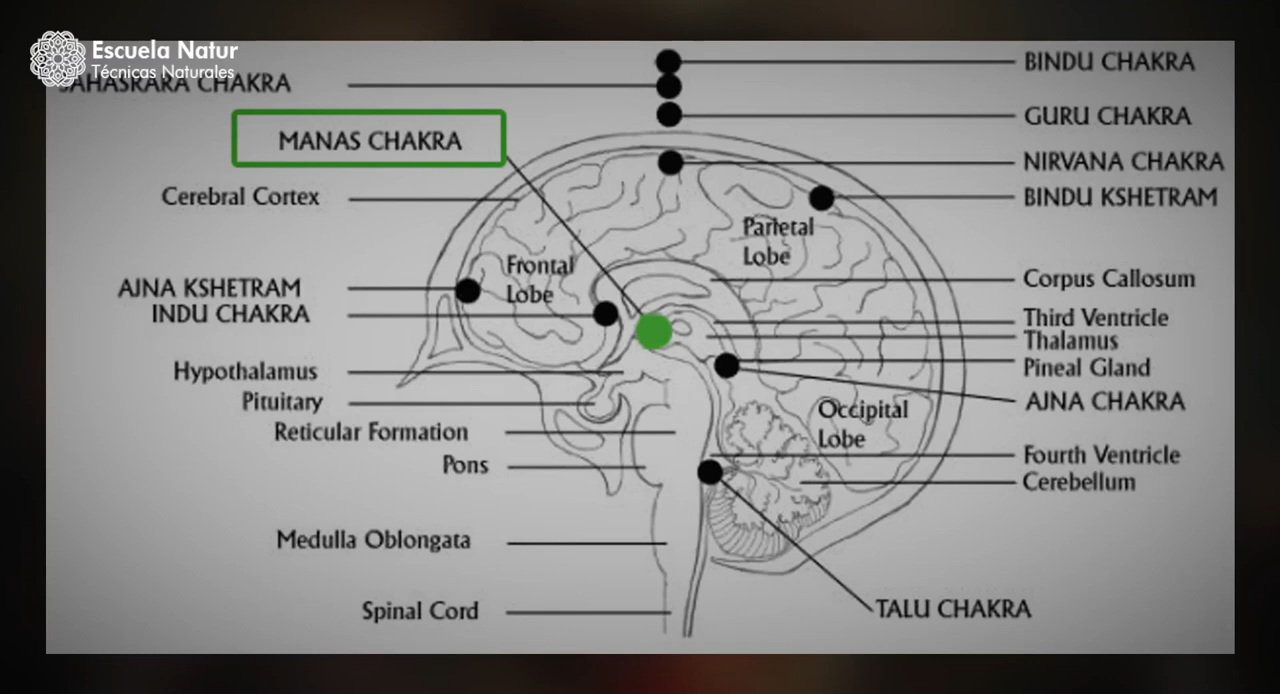 Escuela Natur
Técnicas Naturales
SAHASRARA CHAKRA
MANAS CHAKRA
Cerebral Cortex
AJNA KSHETRAM
INDU CHAKRA
Hypothalamus
Pituitary
Reticular Formation
Pons
Medulla Oblongata
Spinal Cord
Frontal
Lobe
Parietal
Lobe
Occipital
Lobe
BINDU CHAKRA
GURU CHAKRA
NIRVANA CHAKRA
BINDU KSHETRAM
Corpus Callosum
Third Ventricle
Thalamus
Pineal Gland
AJNA CHAKRA
Fourth Ventricle
Cerebellum
TALU CHAKRA